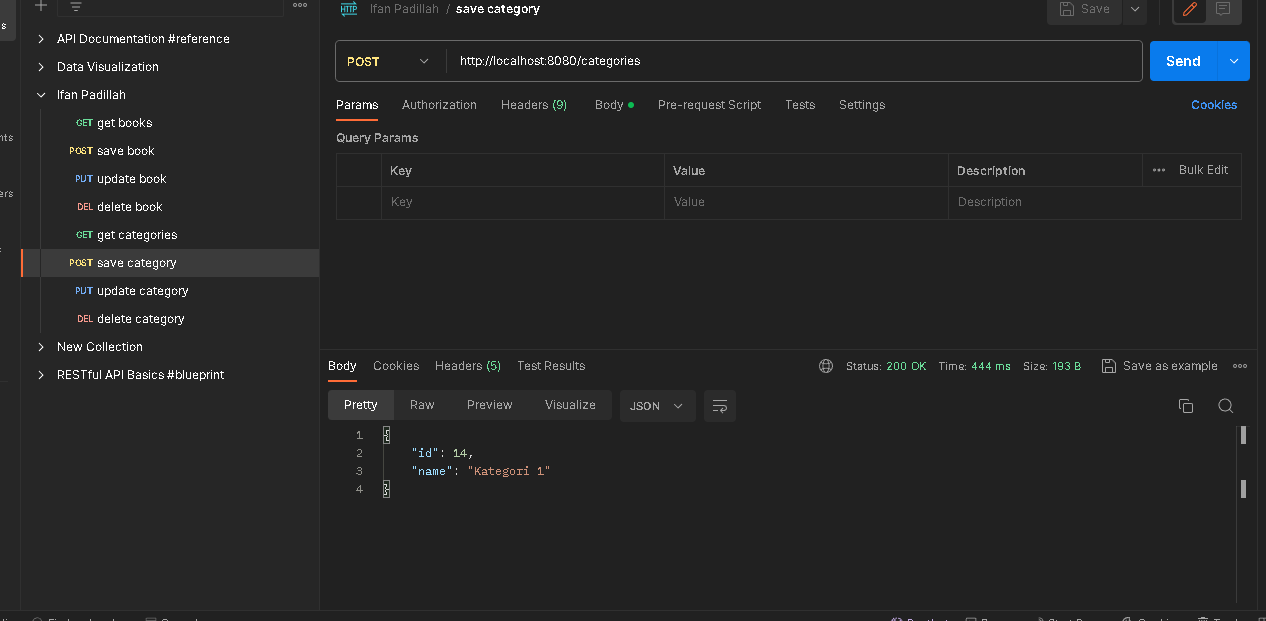 Ifan Padillah / save category
Save
s
API Documentation #reference
Data Visualization
Ifan Padillah
GET get books
POST save book
PUT update book
DEL delete book
GET get categories
POST save category
PUT update category
DEL delete category
New Collection
RESTful API Basics #blueprint
nts
ers
POST http://localhost:8080/categories Send
Params Authorization Headers (9) Body Pre-request Script Tests Settings Cookies
Query Params
Key Value Description Bulk Edit
Key Value Description
Body Cookies Headers (5) Test Results Status: 200 OK Time: 444 ms Size: 193 B Save as example
Pretty Raw Preview Visualize JSON
1 {
2 "id": 14,
3 "name": "Kategori 1"
4 }